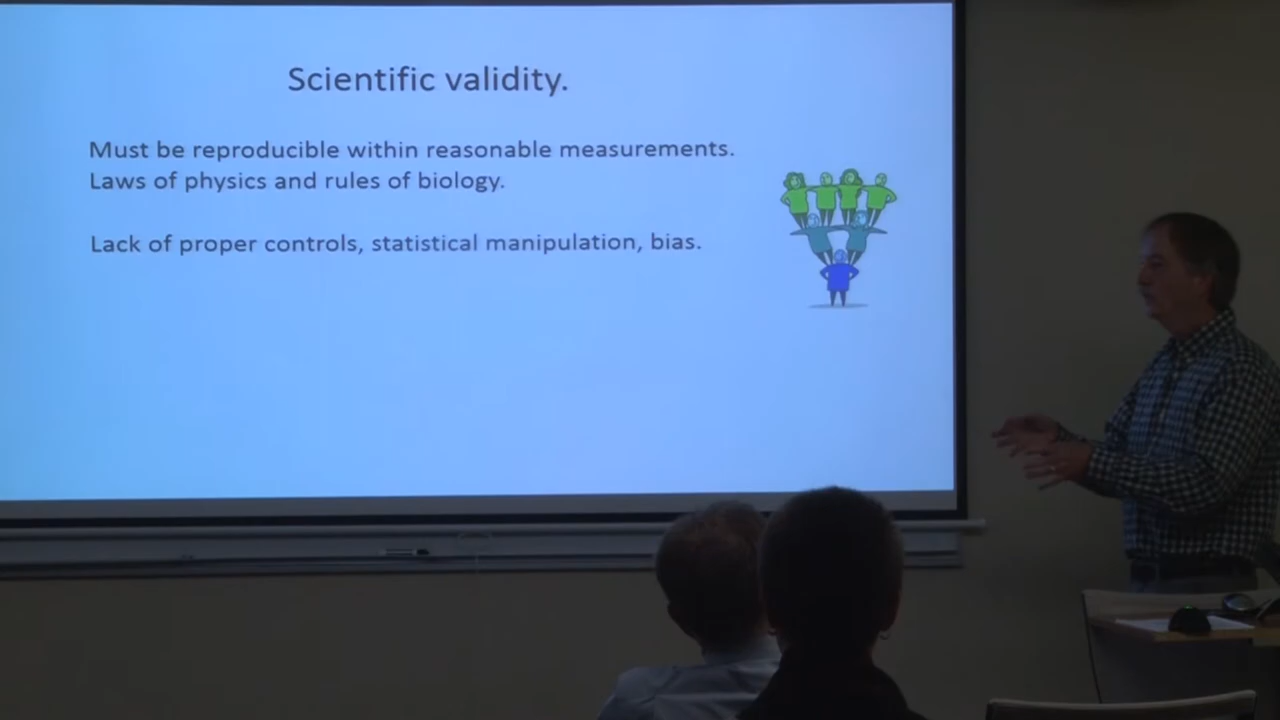 Scientific validity.
Must be reproducible within reasonable measurements.
Laws of physics and rules of biology.
Lack of proper controls, statistical manipulation, bias.